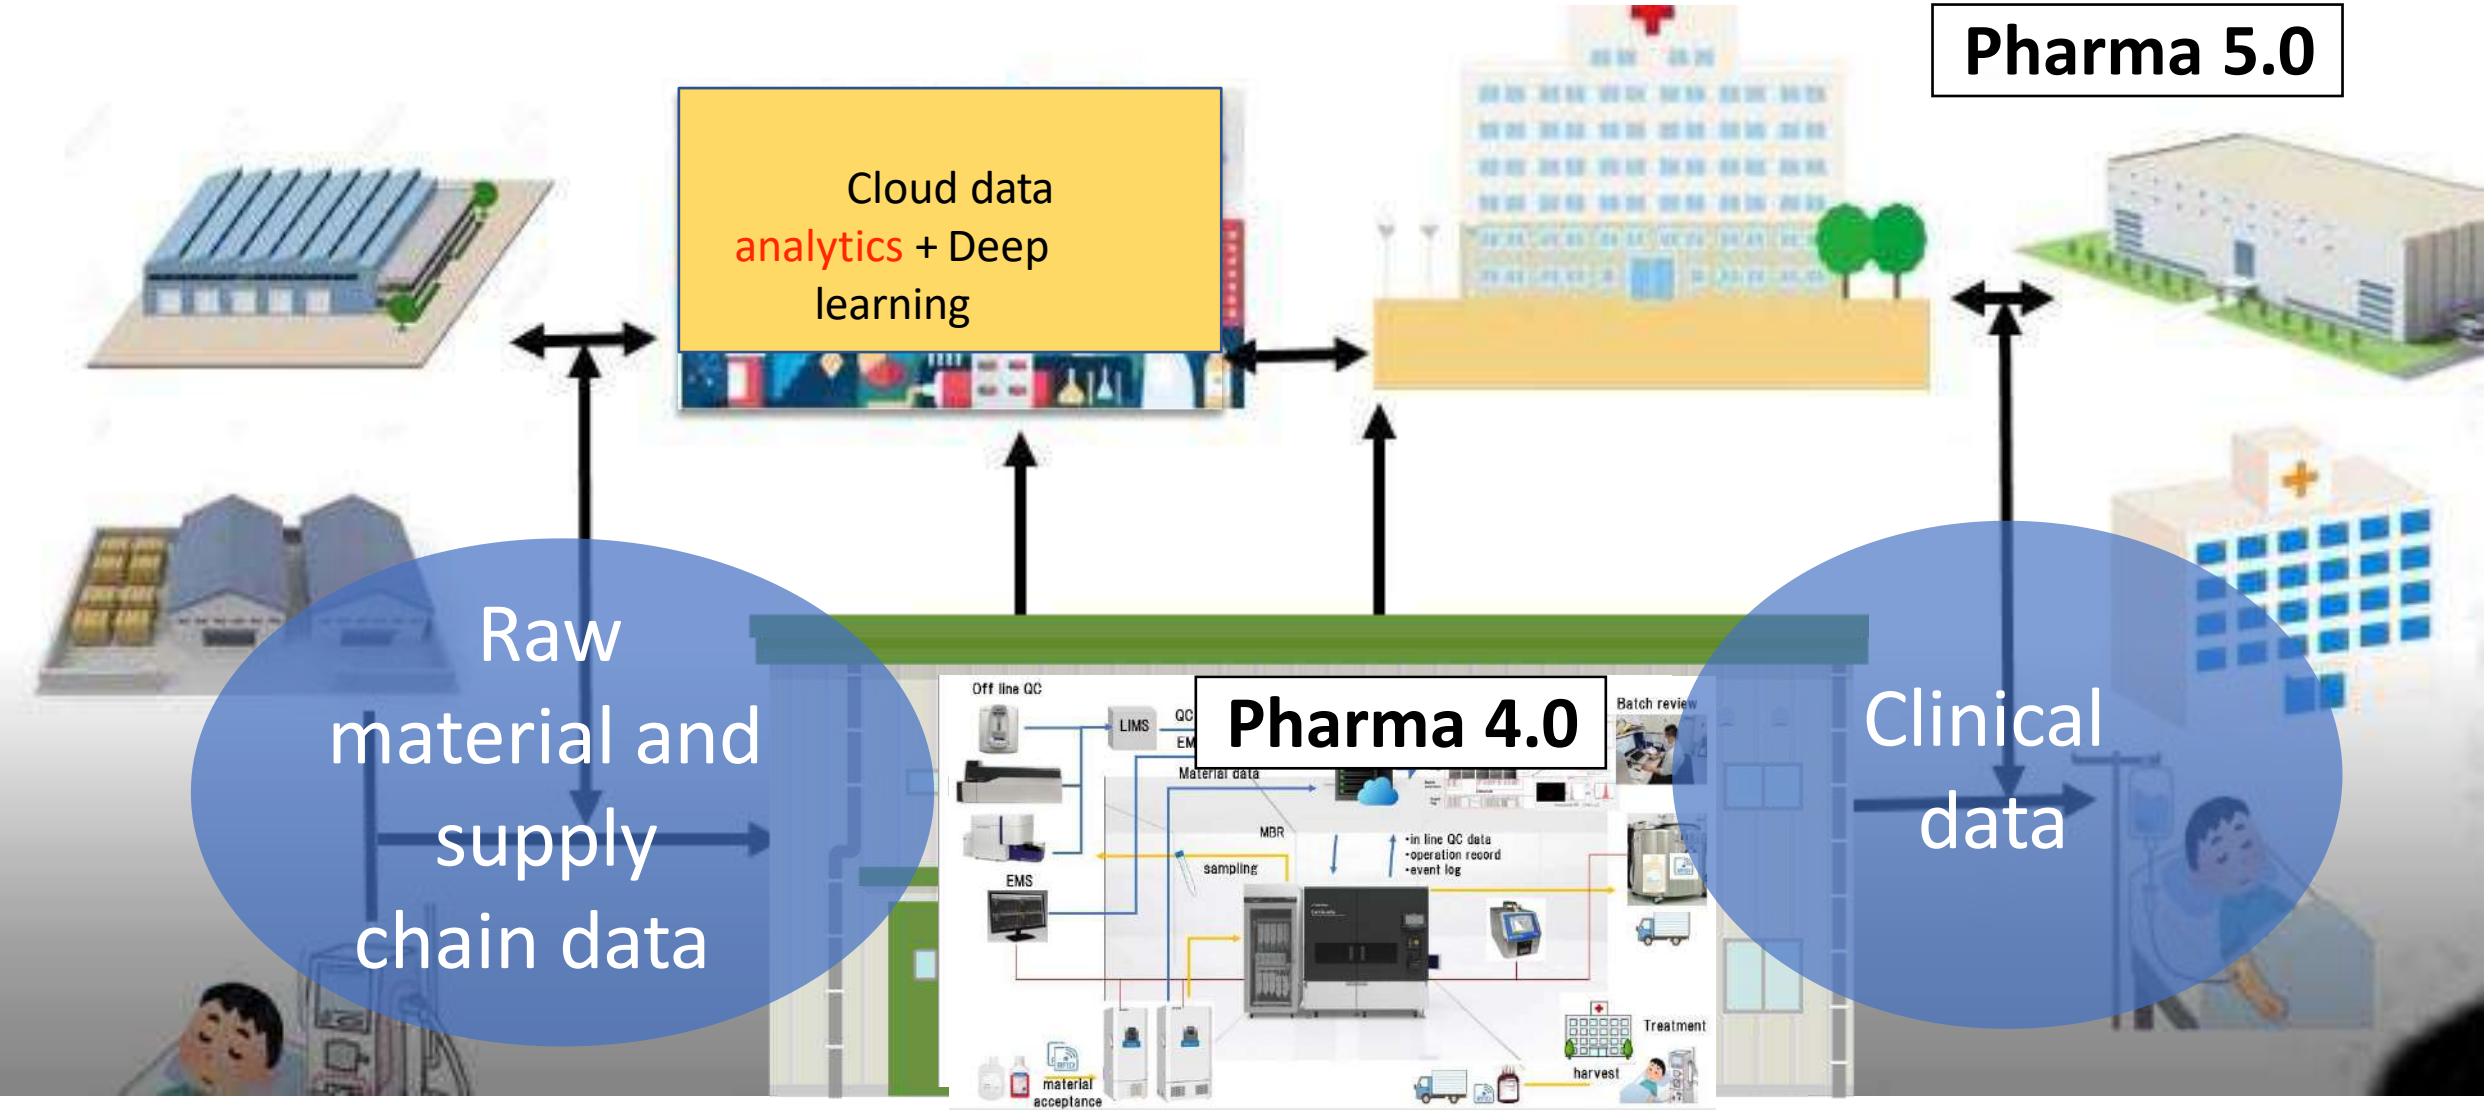 Pharma 5.0
Cloud data
analytics + Deep
learning
Raw
material and
supply
chain data
Clinical
data
Pharma 4.0
Off line QC
LIMS
QC
EM
Material data
Batch review
MBR
•in line QC data
•operation record
•event log
sampling
EMS
Treatment
harvest
material
acceptance
RFID